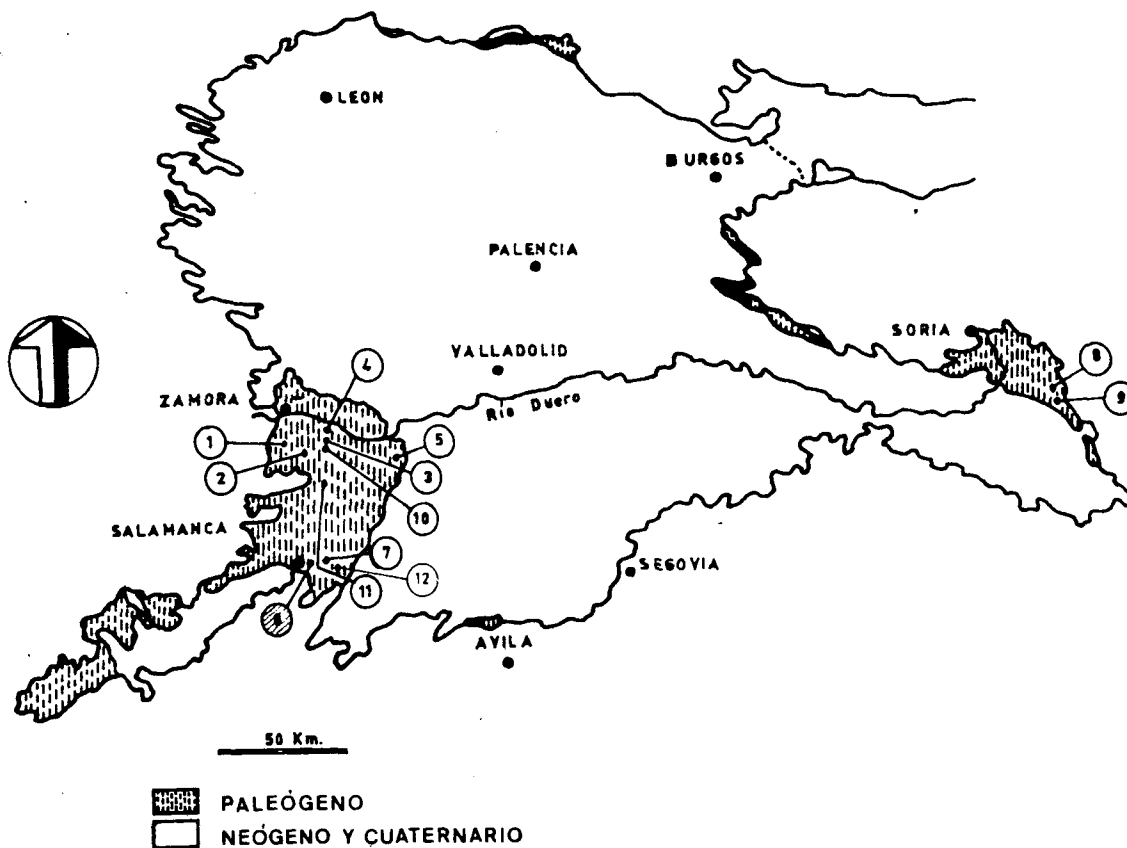 LEON
BURGOS
PALENCIA
SORIA
VALLADOLID
Río Duero
ZAMORA
SALAMANCA
SEGOVIA
AVILA
4
8
9
1
5
2
3
10
7
12
11
50 Km.
PALEÓGENO
NEÓGENO Y CUATERNARIO